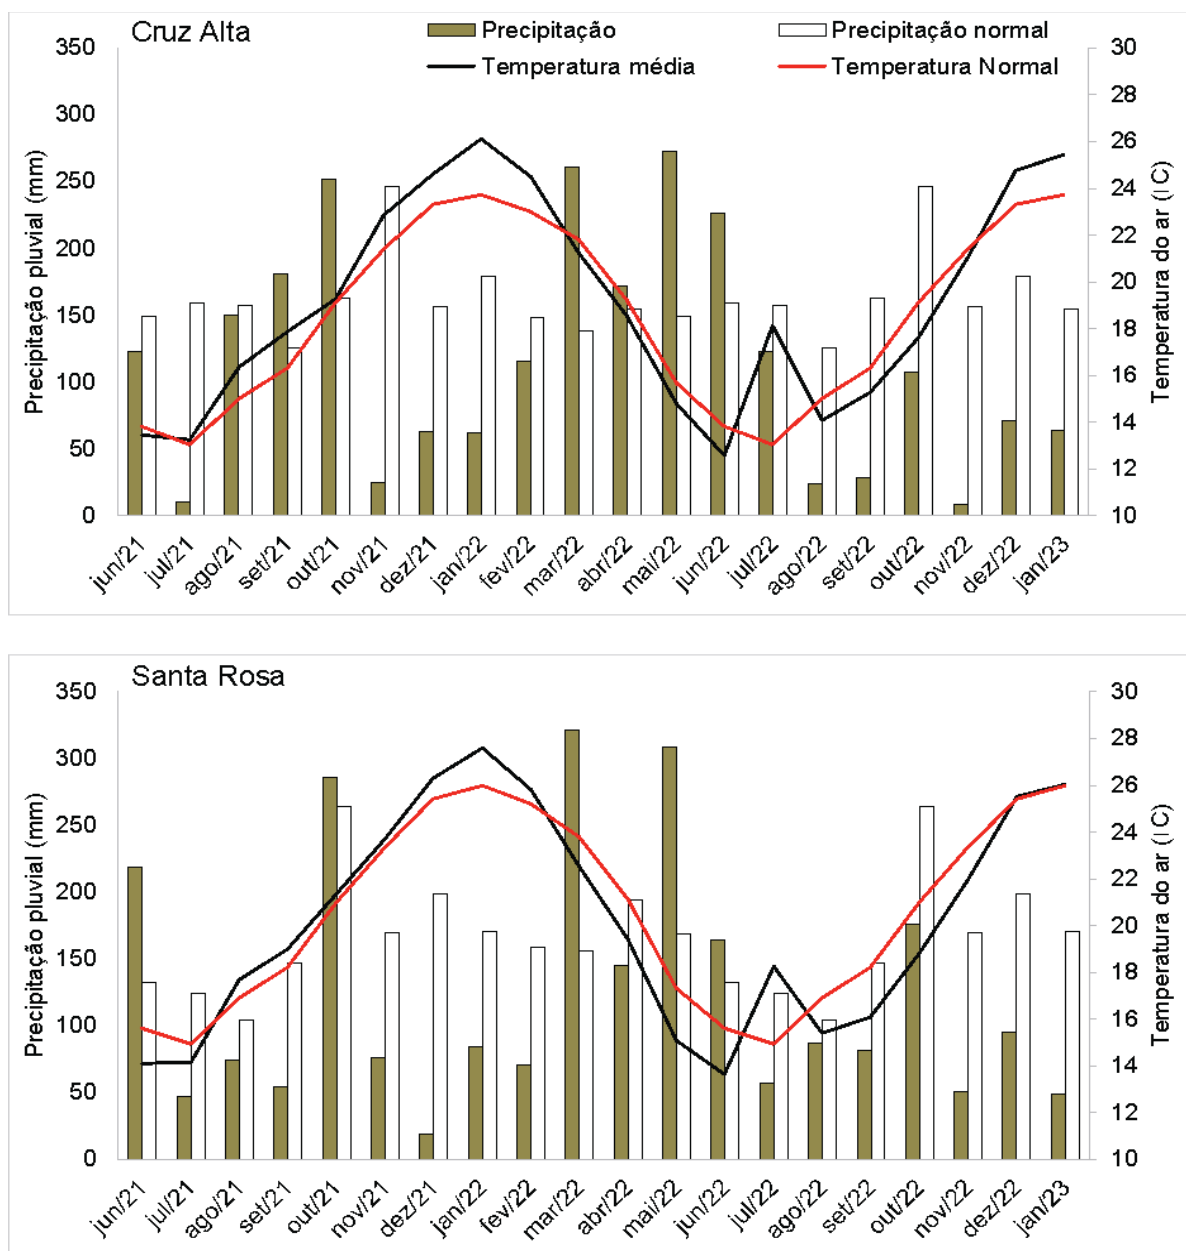 Cruz Alta
Precipitação
Precipitação normal
Temperatura média
Temperatura Normal
350
300
250
200
150
100
50
0
Precipitação pluvial (mm)
30
28
26
24
22
20
18
16
14
12
10
Temperatura do ar (ıC)
jun/21
jul/21
ago/21
set/21
out/21
nov/21
dez/21
jan/22
fev/22
mar/22
abr/22
mai/22
jun/22
jul/22
ago/22
set/22
out/22
nov/22
dez/22
jan/23
Santa Rosa
350
300
250
200
150
100
50
0
Precipitação pluvial (mm)
30
28
26
24
22
20
18
16
14
12
10
Temperatura do ar (ıC)
jun/21
jul/21
ago/21
set/21
out/21
nov/21
dez/21
jan/22
fev/22
mar/22
abr/22
mai/22
jun/22
jul/22
ago/22
set/22
out/22
nov/22
dez/22
jan/23